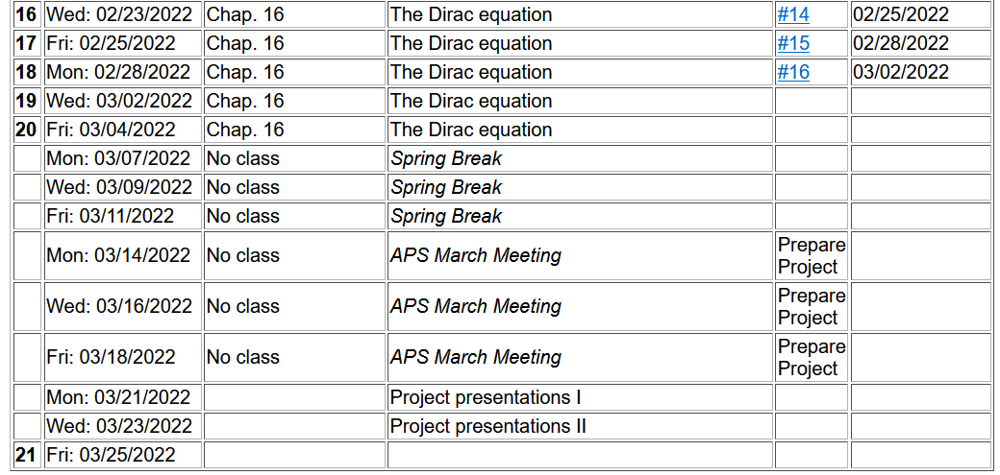 16 Wed: 02/23/2022 Chap. 16 The Dirac equation #14 02/25/2022
17 Fri: 02/25/2022 Chap. 16 The Dirac equation #15 02/28/2022
18 Mon: 02/28/2022 Chap. 16 The Dirac equation #16 03/02/2022
19 Wed: 03/02/2022 Chap. 16 The Dirac equation
20 Fri: 03/04/2022 Chap. 16 The Dirac equation
Mon: 03/07/2022 No class Spring Break
Wed: 03/09/2022 No class Spring Break
Fri: 03/11/2022 No class Spring Break
Mon: 03/14/2022 No class APS March Meeting Prepare
Project
Wed: 03/16/2022 No class APS March Meeting Prepare
Project
Fri: 03/18/2022 No class APS March Meeting Prepare
Project
Mon: 03/21/2022 Project presentations I
Wed: 03/23/2022 Project presentations II
21 Fri: 03/25/2022